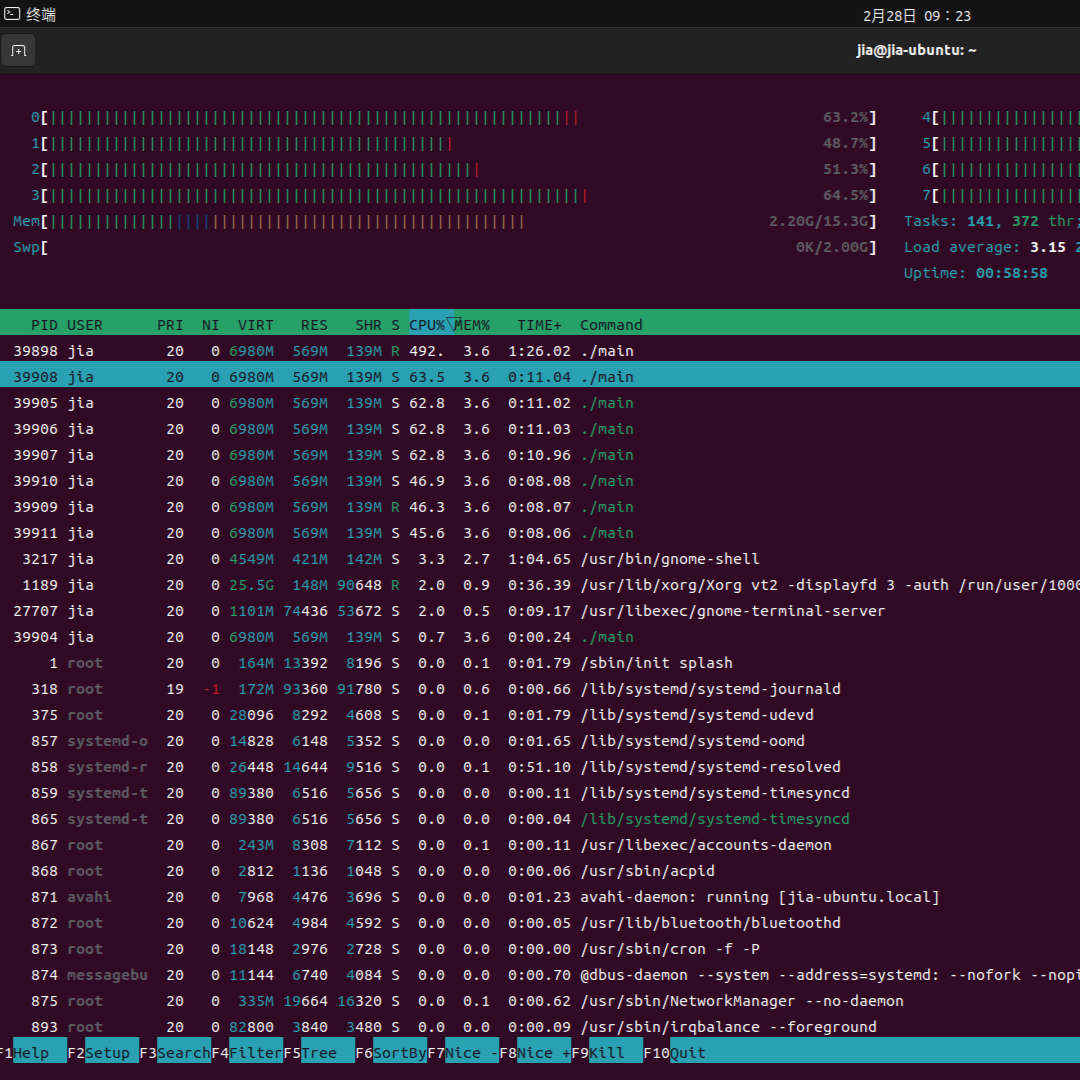 终端 2月28日 09：23
jia@jia-ubuntu: ~
0[ 63.2%] 4[
1[ 48.7%] 5[
2[ 51.3%] 6[
3[ 64.5%] 7[
Mem[ 2.20G/15.3G] Tasks: 141, 372 thr;
Swp[ 0K/2.00G] Load average: 3.15 2
Uptime: 00:58:58
PID USER PRI NI VIRT RES SHR S CPU%▽MEM% TIME+ Command
39898 jia 20 0 6980M 569M 139M R 492. 3.6 1:26.02 ./main
39908 jia 20 0 6980M 569M 139M S 63.5 3.6 0:11.04 ./main
39905 jia 20 0 6980M 569M 139M S 62.8 3.6 0:11.02 ./main
39906 jia 20 0 6980M 569M 139M S 62.8 3.6 0:11.03 ./main
39907 jia 20 0 6980M 569M 139M S 62.8 3.6 0:10.96 ./main
39910 jia 20 0 6980M 569M 139M S 46.9 3.6 0:08.08 ./main
39909 jia 20 0 6980M 569M 139M R 46.3 3.6 0:08.07 ./main
39911 jia 20 0 6980M 569M 139M S 45.6 3.6 0:08.06 ./main
3217 jia 20 0 4549M 421M 142M S 3.3 2.7 1:04.65 /usr/bin/gnome-shell
1189 jia 20 0 25.5G 148M 90648 R 2.0 0.9 0:36.39 /usr/lib/xorg/Xorg vt2 -displayfd 3 -auth /run/user/1000
27707 jia 20 0 1101M 74436 53672 S 2.0 0.5 0:09.17 /usr/libexec/gnome-terminal-server
39904 jia 20 0 6980M 569M 139M S 0.7 3.6 0:00.24 ./main
1 root 20 0 164M 13392 8196 S 0.0 0.1 0:01.79 /sbin/init splash
318 root 19 -1 172M 93360 91780 S 0.0 0.6 0:00.66 /lib/systemd/systemd-journald
375 root 20 0 28096 8292 4608 S 0.0 0.1 0:01.79 /lib/systemd/systemd-udevd
857 systemd-o 20 0 14828 6148 5352 S 0.0 0.0 0:01.65 /lib/systemd/systemd-oomd
858 systemd-r 20 0 26448 14644 9516 S 0.0 0.1 0:51.10 /lib/systemd/systemd-resolved
859 systemd-t 20 0 89380 6516 5656 S 0.0 0.0 0:00.11 /lib/systemd/systemd-timesyncd
865 systemd-t 20 0 89380 6516 5656 S 0.0 0.0 0:00.04 /lib/systemd/systemd-timesyncd
867 root 20 0 243M 8308 7112 S 0.0 0.1 0:00.11 /usr/libexec/accounts-daemon
868 root 20 0 2812 1136 1048 S 0.0 0.0 0:00.06 /usr/sbin/acpid
871 avahi 20 0 7968 4476 3696 S 0.0 0.0 0:01.23 avahi-daemon: running [jia-ubuntu.local]
872 root 20 0 10624 4984 4392 S 0.0 0.0 0:00.05 /usr/lib/bluetooth/bluetoothd
873 root 20 0 18148 2976 2728 S 0.0 0.0 0:00.00 /usr/sbin/cron -f -P
874 messagebu 20 0 11144 6740 4084 S 0.0 0.0 0:00.70 @dbus-daemon --system --address=systemd: --nofork --nopi
875 root 20 0 335M 19664 16320 S 0.0 0.1 0:00.62 /usr/sbin/NetworkManager --no-daemon
893 root 20 0 82800 3840 3480 S 0.0 0.0 0:00.09 /usr/sbin/irqbalance --foreground
F1Help F2Setup F3SearchF4FilterF5Tree F6SortByF7Nice -F8Nice +F9Kill F10Quit